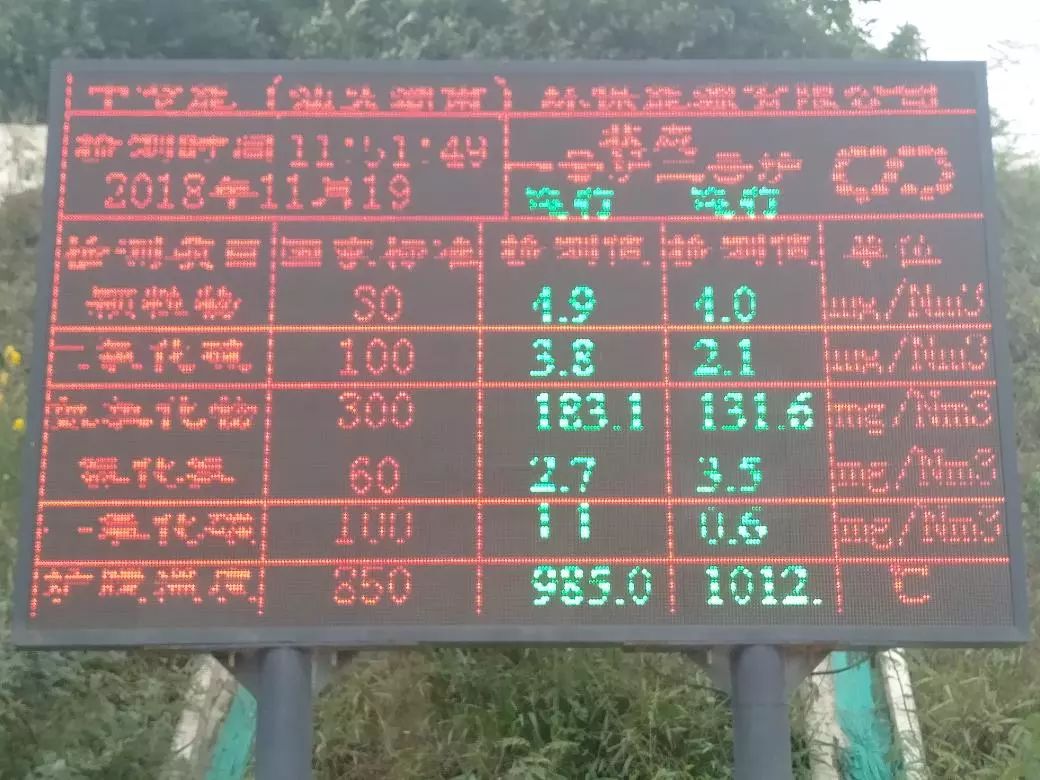 检测时间 11:51:49
2018年11月19
一号炉 二号炉
运行 运行
检测项目 国家标准 检测值 检测值 单位
颗粒物 30 4.9 4.0 mg/Nm3
二氧化硫 100 3.8 2.1 mg/Nm3
氮氧化物 300 183.1 131.6 mg/Nm3
氯化氢 60 2.7 3.5 mg/Nm3
一氧化碳 100 11 0.6 mg/Nm3
炉膛温度 850 985.0 1012. ℃